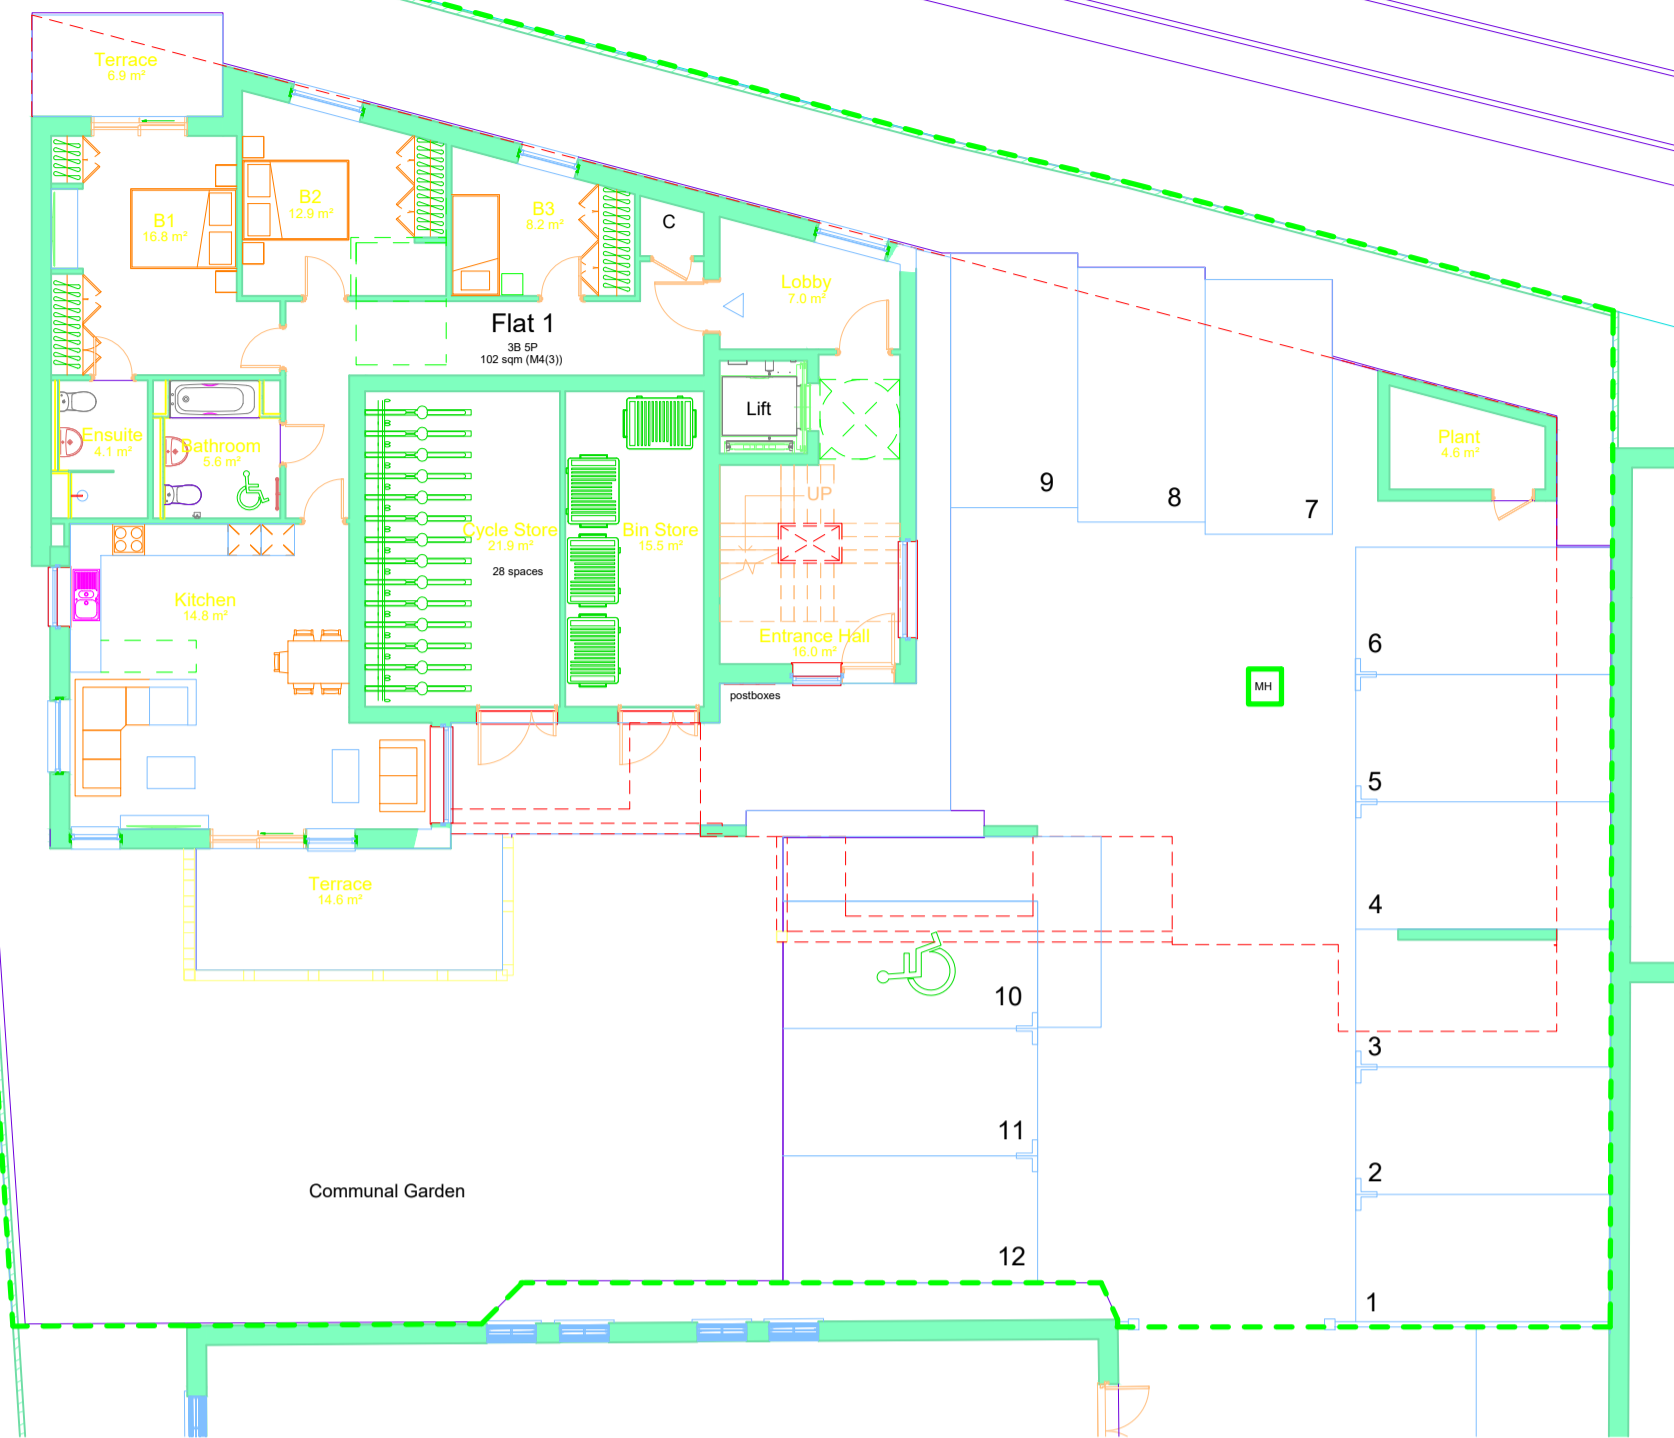 Terrace
6.9 m²
B1
16.8 m²
B2
12.9 m²
B3
8.2 m²
C
Lobby
7.0 m²
Flat 1
3B 5P
102 sqm (M4(3))
Lift
Ensuite
4.1 m²
Bathroom
5.6 m²
Plant
4.6 m²
9
8
7
UP
Cycle Store
21.9 m²
28 spaces
Bin Store
15.5 m²
Kitchen
14.8 m²
Entrance Hall
16.0 m²
postboxes
MH
6
5
4
Terrace
14.6 m²
10
3
11
2
Communal Garden
12
1